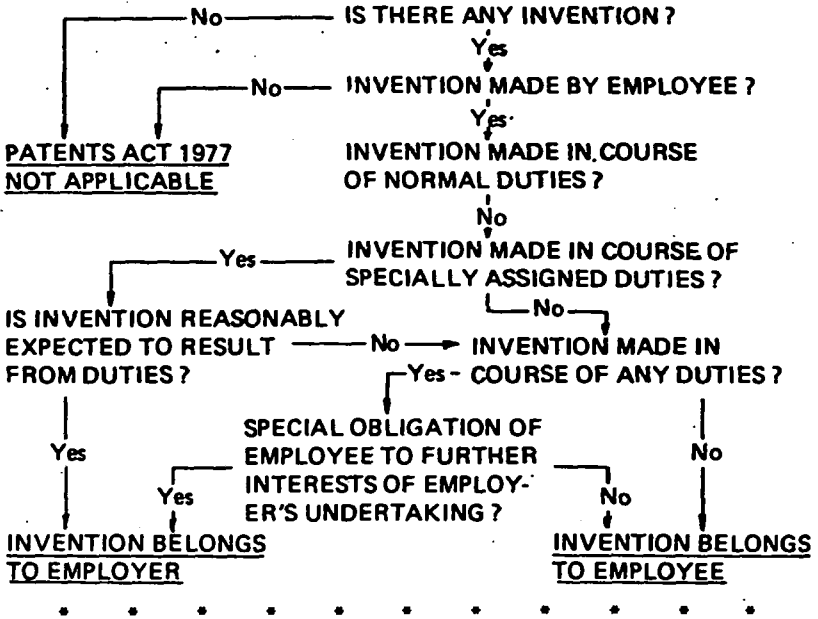 No
IS THERE ANY INVENTION ?
Yes
No
INVENTION MADE BY EMPLOYEE ?
Yes
PATENTS ACT 1977
NOT APPLICABLE
INVENTION MADE IN COURSE
OF NORMAL DUTIES ?
No
Yes
INVENTION MADE IN COURSE OF
SPECIALLY ASSIGNED DUTIES ?
No
IS INVENTION REASONABLY
EXPECTED TO RESULT
FROM DUTIES ?
No
INVENTION MADE IN
COURSE OF ANY DUTIES ?
Yes
SPECIAL OBLIGATION OF
EMPLOYEE TO FURTHER
INTERESTS OF EMPLOY-
ER'S UNDERTAKING ?
Yes
Yes
No
No
INVENTION BELONGS
TO EMPLOYER
INVENTION BELONGS
TO EMPLOYEE
* * * * * * * * * * *